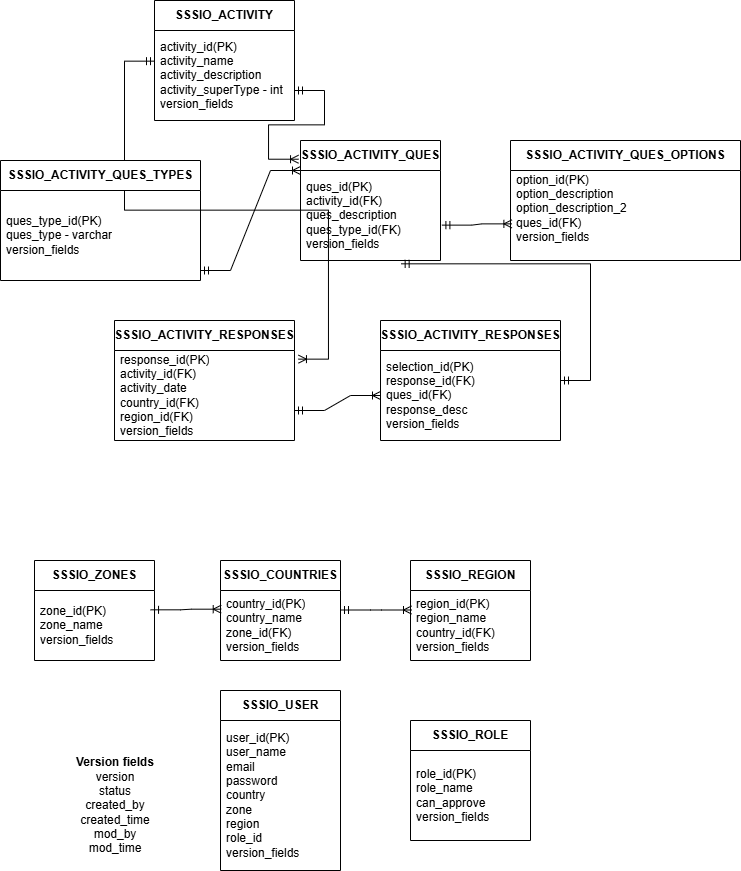 SSSIO_ACTIVITY
activity_id(PK)
activity_name
activity_description
activity_superType - int
version_fields
SSSIO_ACTIVITY_QUES_TYPES
ques_type_id(PK)
ques_type - varchar
version_fields
SSSIO_ACTIVITY_QUES
ques_id(PK)
activity_id(FK)
ques_description
ques_type_id(FK)
version_fields
SSSIO_ACTIVITY_QUES_OPTIONS
option_id(PK)
option_description
option_description_2
ques_id(FK)
version_fields
SSSIO_ACTIVITY_RESPONSES
response_id(PK)
activity_id(FK)
activity_date
country_id(FK)
region_id(FK)
version_fields
SSSIO_ACTIVITY_RESPONSES
selection_id(PK)
response_id(FK)
ques_id(FK)
response_desc
version_fields
SSSIO_ZONES
zone_id(PK)
zone_name
version_fields
SSSIO_COUNTRIES
country_id(PK)
country_name
zone_id(FK)
version_fields
SSSIO_REGION
region_id(PK)
region_name
country_id(FK)
version_fields
Version fields
version
status
created_by
created_time
mod_by
mod_time
SSSIO_USER
user_id(PK)
user_name
email
password
country
zone
region
role_id
version_fields
SSSIO_ROLE
role_id(PK)
role_name
can_approve
version_fields